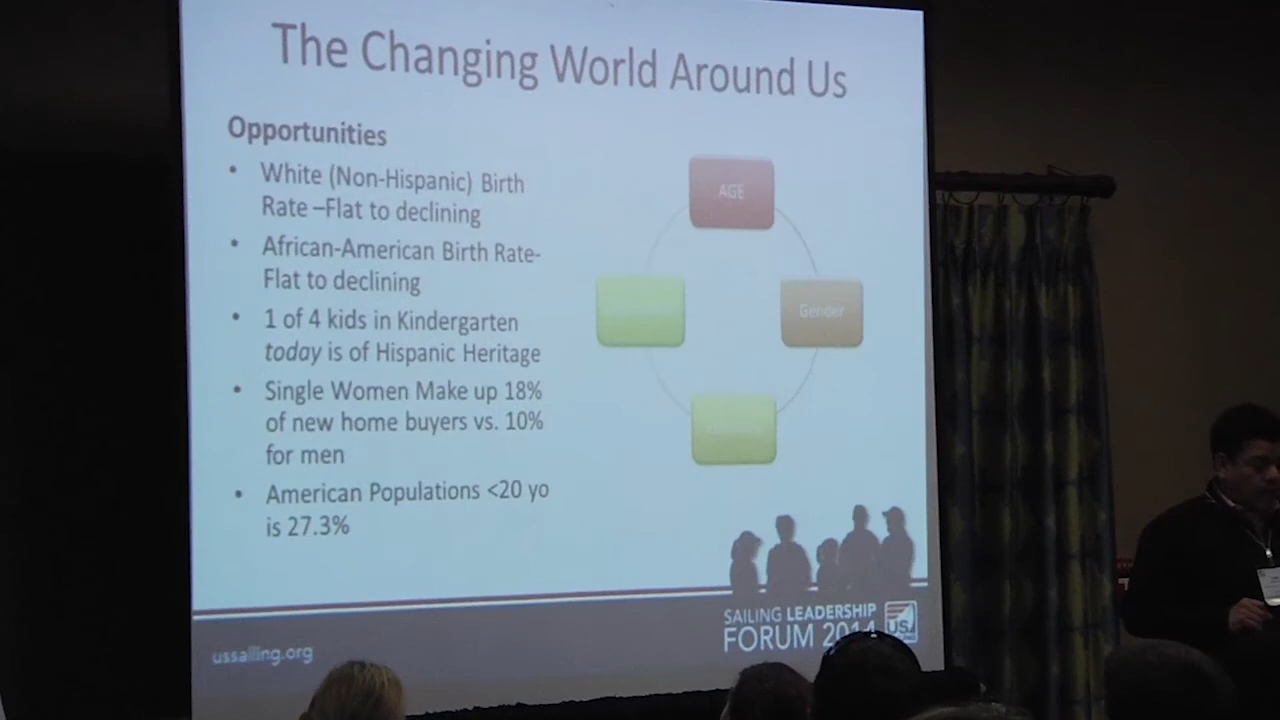 The Changing World Around Us
Opportunities
• White (Non-Hispanic) Birth
Rate –Flat to declining
• African-American Birth Rate-
Flat to declining
• 1 of 4 kids in Kindergarten
today is of Hispanic Heritage
• Single Women Make up 18%
of new home buyers vs. 10%
for men
• American Populations <20 yo
is 27.3%
AGE
Gender
ussailing.org
SAILING LEADERSHIP
FORUM 2014